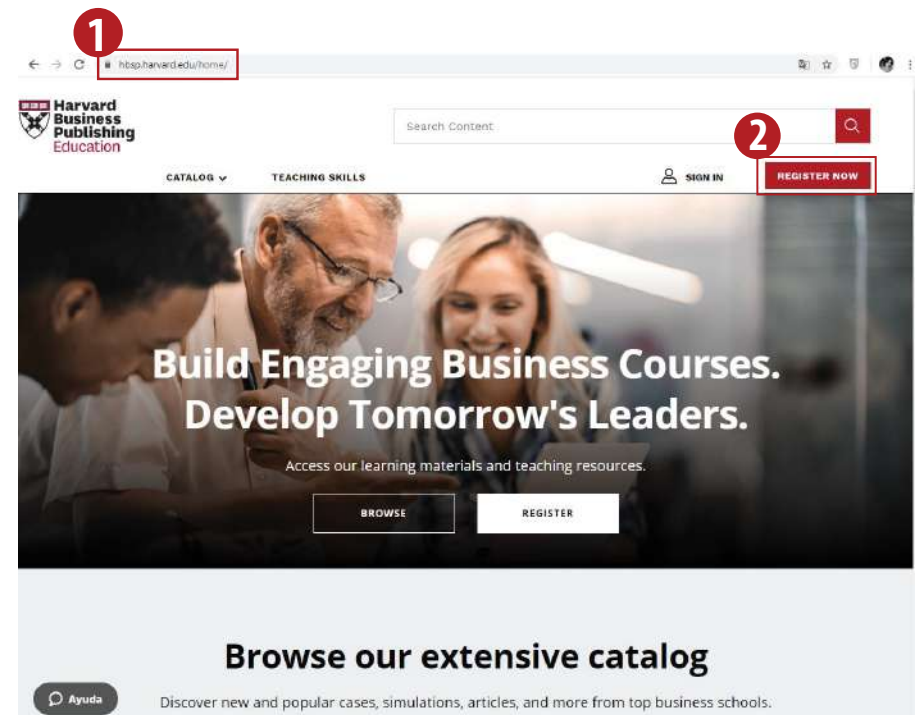 1
hbsp.harvard.edu/home/
Harvard
Business
Publishing
Education
Search Content
2
CATALOG
TEACHING SKILLS
SIGN IN
REGISTER NOW
Build Engaging Business Courses.
Develop Tomorrow's Leaders.
Access our learning materials and teaching resources.
BROWSE
REGISTER
Browse our extensive catalog
Ayuda
Discover new and popular cases, simulations, articles, and more from top business schools.